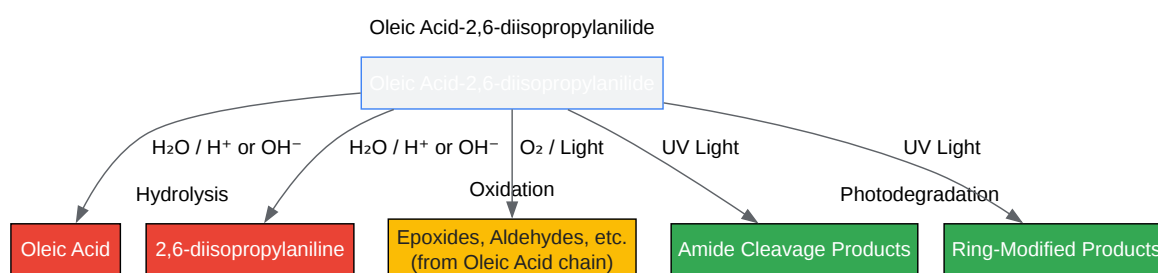 Oleic Acid-2,6-diisopropylanilide
Oleic Acid-2,6-diisopropylanilide
H₂O / H⁺ or OH⁻
H₂O / H⁺ or OH⁻
O₂ / Light
UV Light
UV Light
Hydrolysis
Oxidation
Photodegradation
Oleic Acid
2,6-diisopropylaniline
Epoxides, Aldehydes, etc.
(from Oleic Acid chain)
Amide Cleavage Products
Ring-Modified Products